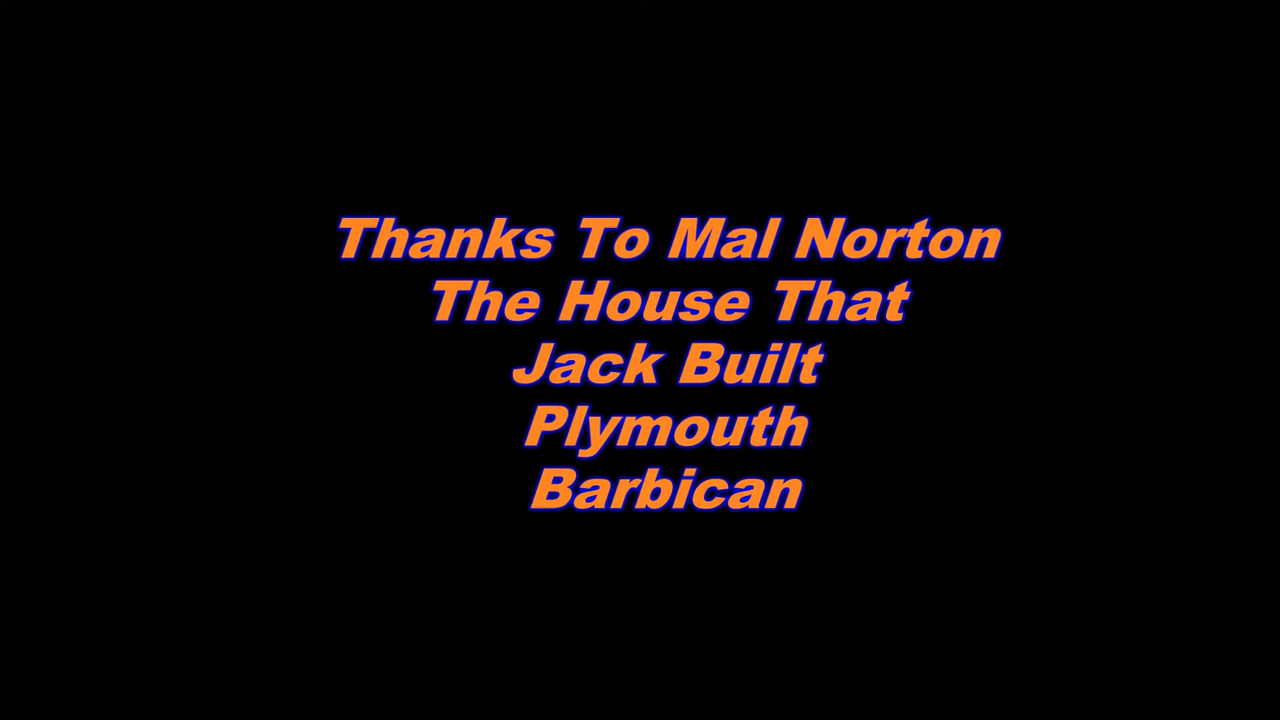 Thanks To Mal Norton
The House That
Jack Built
Plymouth
Barbican